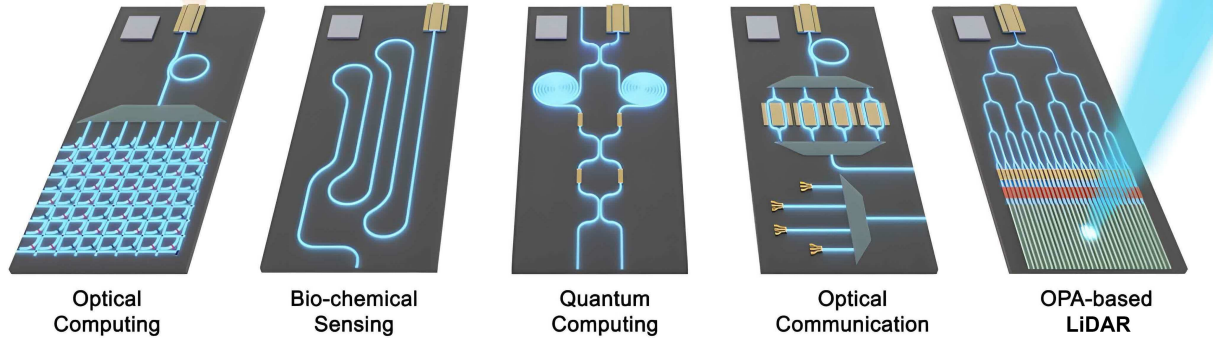 Optical
Computing
Bio-chemical
Sensing
Quantum
Computing
Optical
Communication
OPA-based
LiDAR